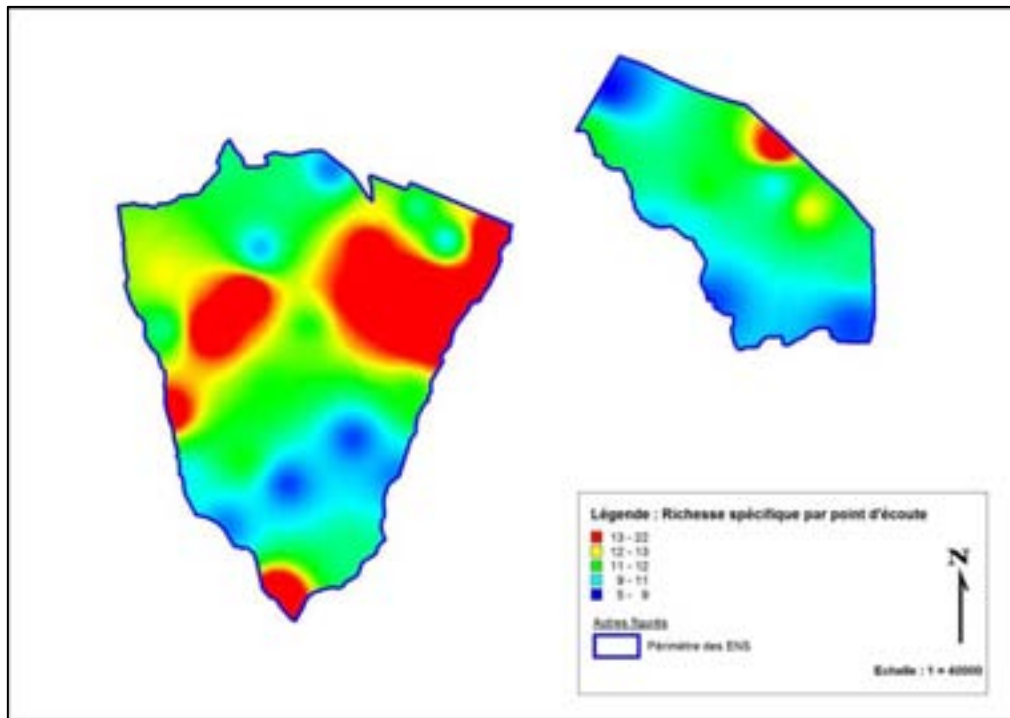 Légende : Richesse spécifique par point d'écoute
13 - 22
12 - 13
11 - 12
9 - 11
5 - 9
Autres figurés
Périmètre des ENS
N
Echelle : 1 = 40000